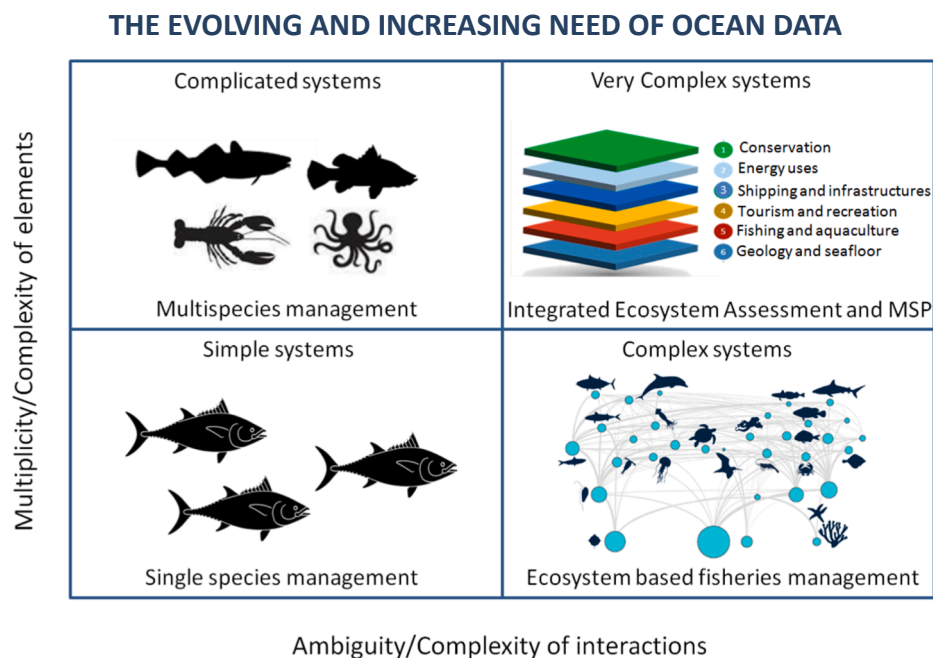 THE EVOLVING AND INCREASING NEED OF OCEAN DATA
Multiplicity/Complexity of elements
Complicated systems
Multispecies management
Very Complex systems
1 Conservation
2 Energy uses
3 Shipping and infrastructures
4 Tourism and recreation
5 Fishing and aquaculture
6 Geology and seafloor
Integrated Ecosystem Assessment and MSP
Simple systems
Single species management
Complex systems
Ecosystem based fisheries management
Ambiguity/Complexity of interactions